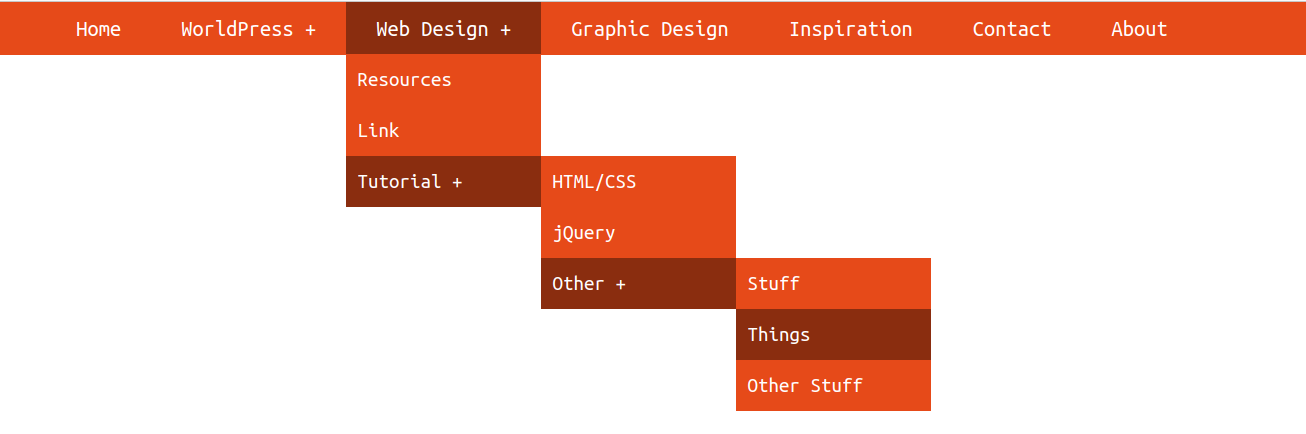 Home WorldPress + Web Design + Graphic Design Inspiration Contact About
Resources
Link
Tutorial + HTML/CSS
jQuery
Other + Stuff
Things
Other Stuff